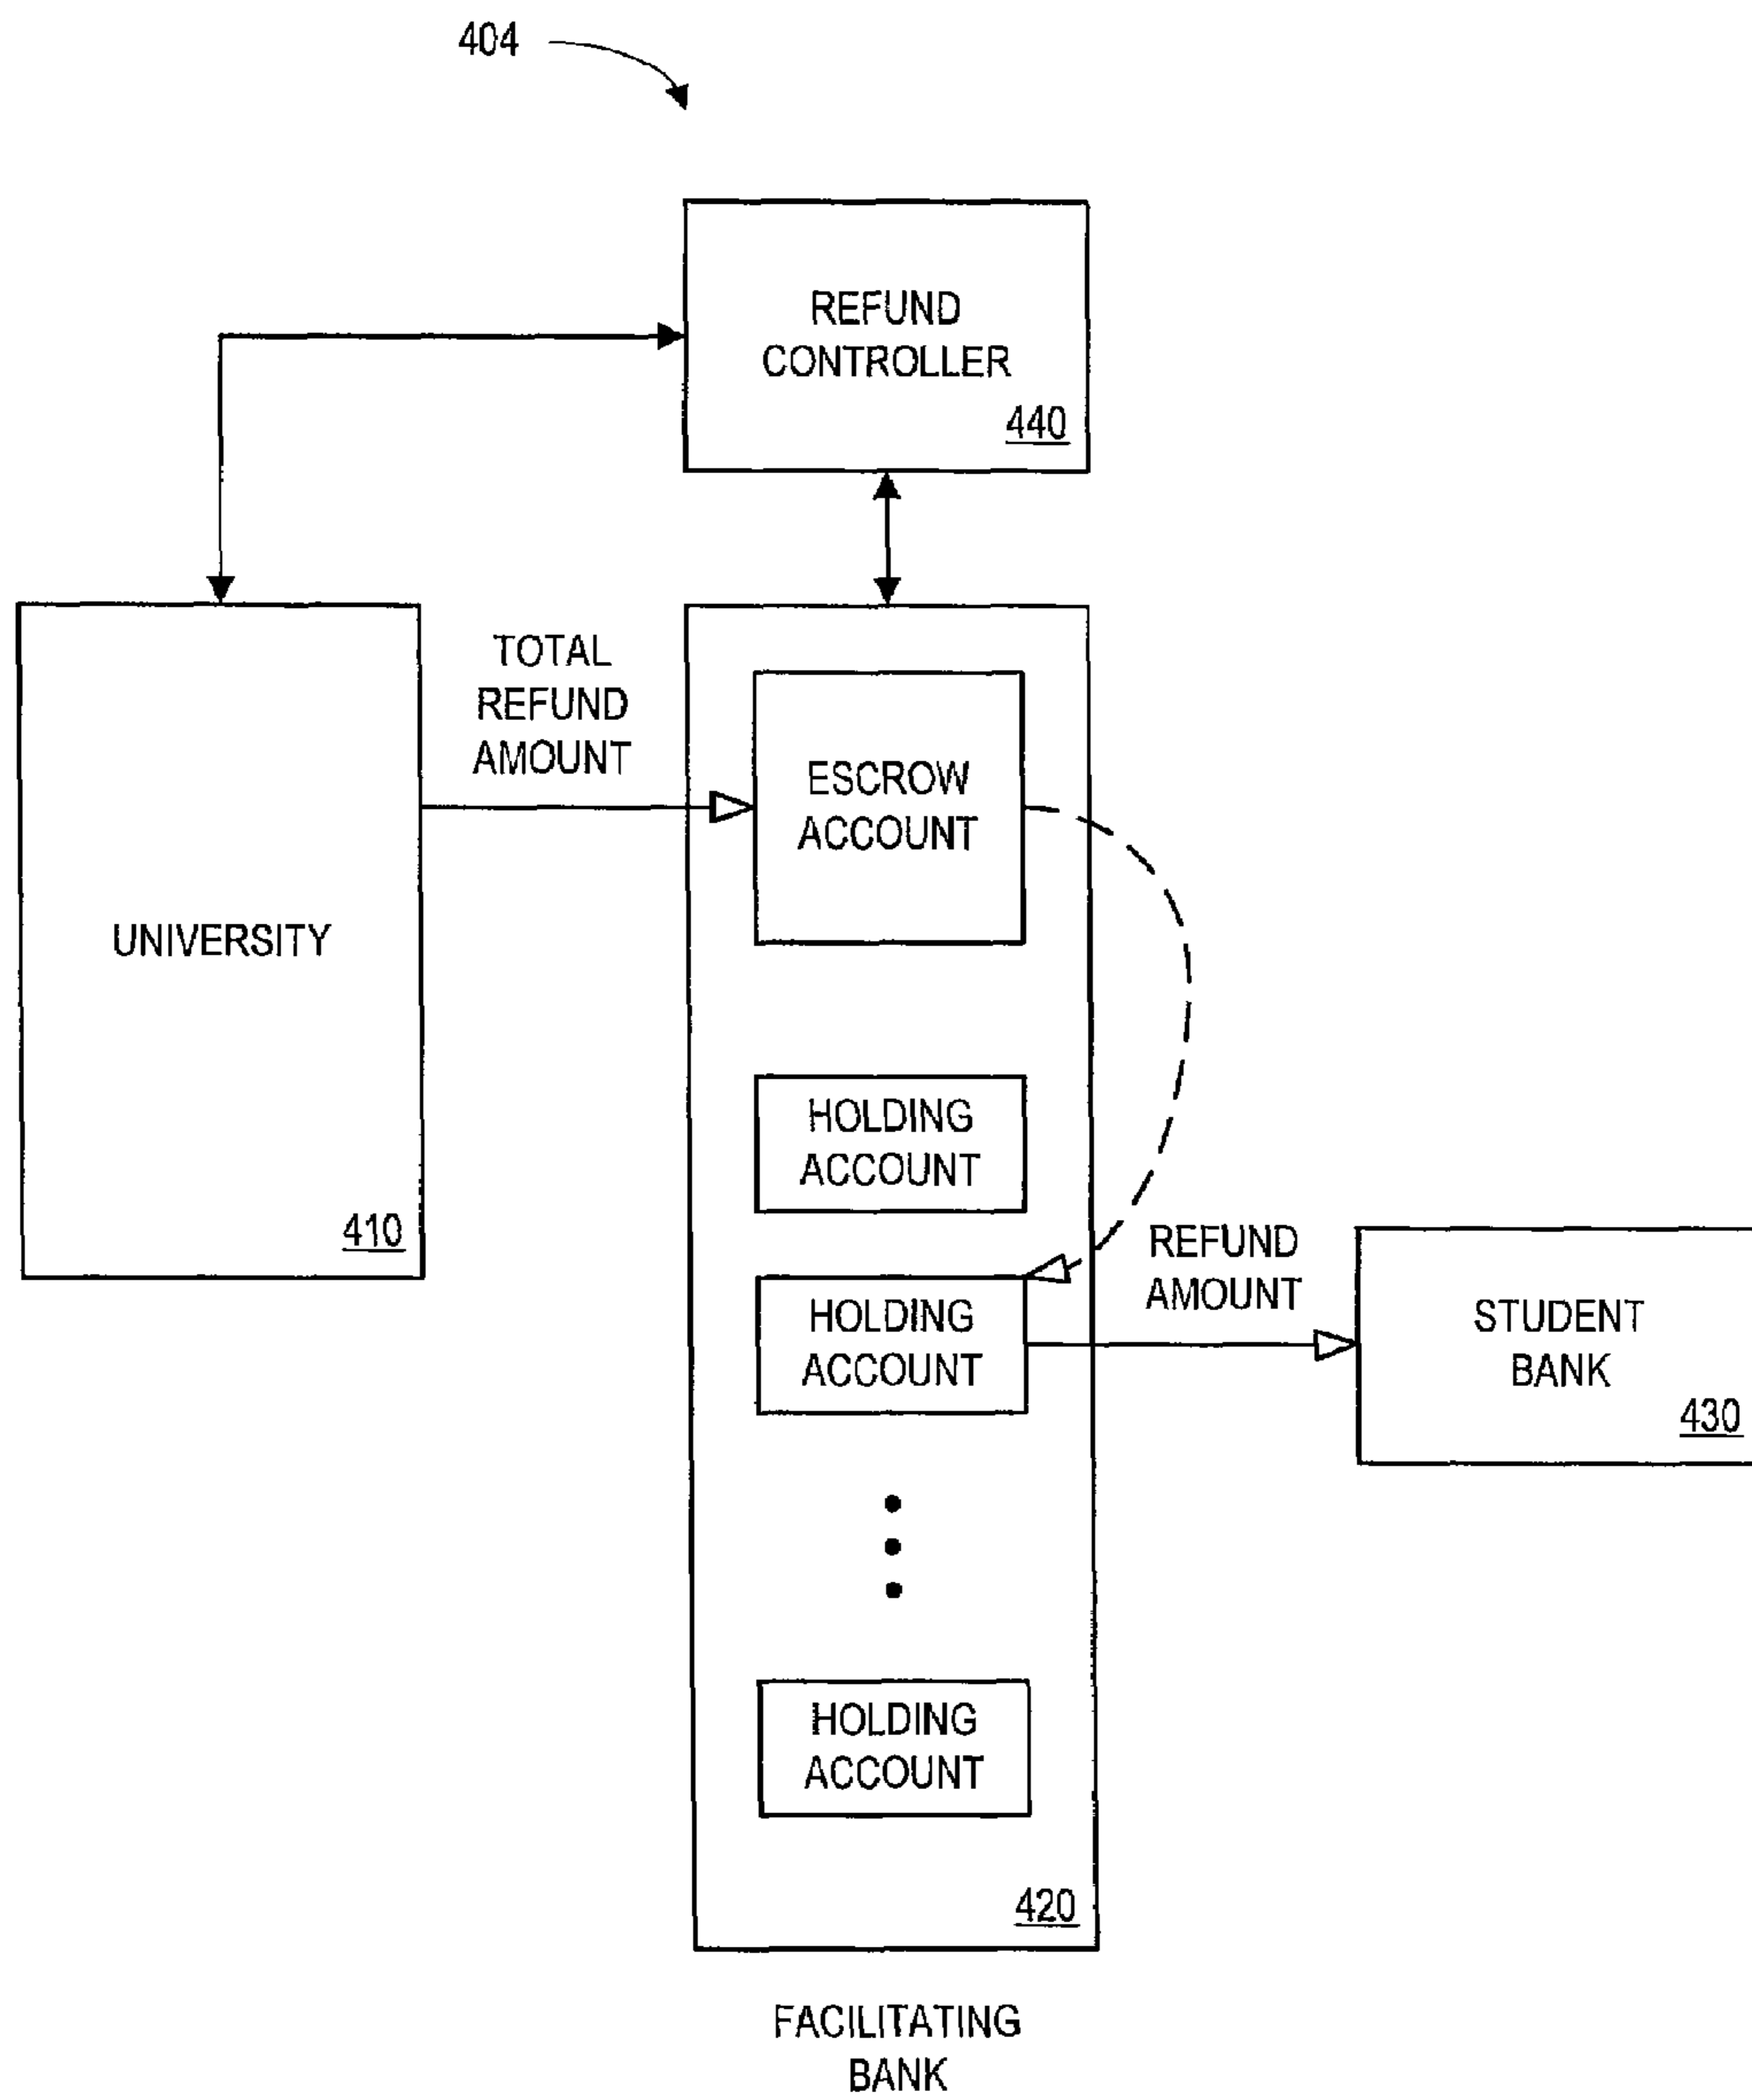 404
REFUND
CONTROLLER
440
TOTAL
REFUND
AMOUNT
ESCROW
ACCOUNT
UNIVERSITY
410
HOLDING
ACCOUNT
REFUND
AMOUNT
HOLDING
ACCOUNT
STUDENT
BANK
430
HOLDING
ACCOUNT
420
FACILITATING
BANK